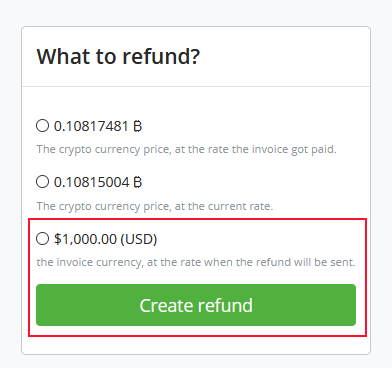 What to refund?
0.10817481 ₿
The crypto currency price, at the rate the invoice got paid.
0.10815004 ₿
The crypto currency price, at the current rate.
$1,000.00 (USD)
the invoice currency, at the rate when the refund will be sent.
Create refund